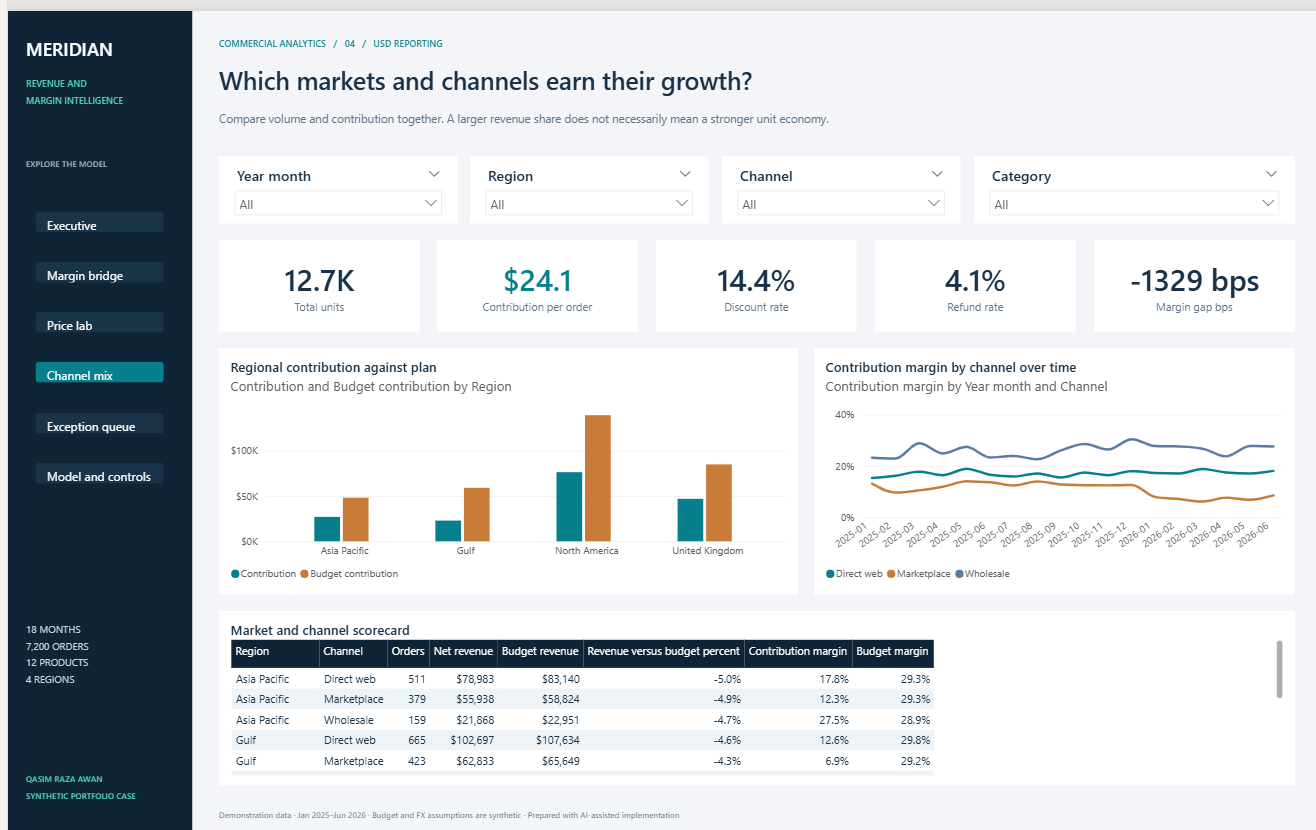 MERIDIAN
REVENUE AND
MARGIN INTELLIGENCE
EXPLORE THE MODEL
Executive
Margin bridge
Price lab
Channel mix
Exception queue
Model and controls
18 MONTHS
7,200 ORDERS
12 PRODUCTS
4 REGIONS
QASIM RAZA AWAN
SYNTHETIC PORTFOLIO CASE
COMMERCIAL ANALYTICS / 04 / USD REPORTING
Which markets and channels earn their growth?
Compare volume and contribution together. A larger revenue share does not necessarily mean a stronger unit economy.
Year month
All
Region
All
Channel
All
Category
All
12.7K
Total units
$24.1
Contribution per order
14.4%
Discount rate
4.1%
Refund rate
-1329 bps
Margin gap bps
Regional contribution against plan
Contribution and Budget contribution by Region
$100K
$50K
$0K
Asia Pacific Gulf North America United Kingdom
Contribution Budget contribution
Contribution margin by channel over time
Contribution margin by Year month and Channel
40%
20%
0%
2025-01 2025-02 2025-03 2025-04 2025-05 2025-06 2025-07 2025-08 2025-09 2025-10 2025-11 2025-12 2026-01 2026-02 2026-03 2026-04 2026-05 2026-06
Direct web Marketplace Wholesale
Market and channel scorecard
Region Channel Orders Net revenue Budget revenue Revenue versus budget percent Contribution margin Budget margin
Asia Pacific Direct web 511 $78,983 $83,140 -5.0% 17.8% 29.3%
Asia Pacific Marketplace 379 $55,938 $58,824 -4.9% 12.3% 29.3%
Asia Pacific Wholesale 159 $21,868 $22,951 -4.7% 27.5% 28.9%
Gulf Direct web 665 $102,697 $107,634 -4.6% 12.6% 29.8%
Gulf Marketplace 423 $62,833 $65,649 -4.3% 6.9% 29.2%
Demonstration data · Jan 2025-Jun 2026 · Budget and FX assumptions are synthetic · Prepared with AI-assisted implementation